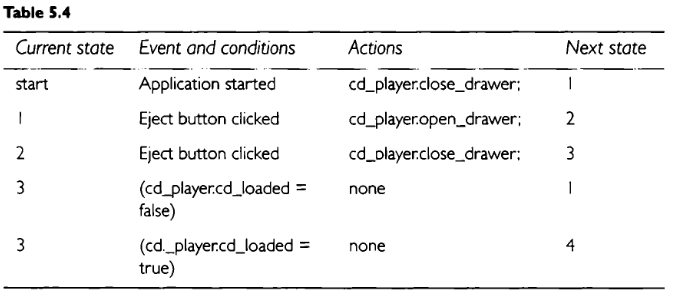 Table 5.4
Current state Event and conditions Actions Next state
start Application started cd_player.close_drawer; 1
1 Eject button clicked cd_player.open_drawer; 2
2 Eject button clicked cd_player.close_drawer; 3
3 (cd_player.cd_loaded = none 1
false)
3 (cd._player.cd_loaded = none 4
true)